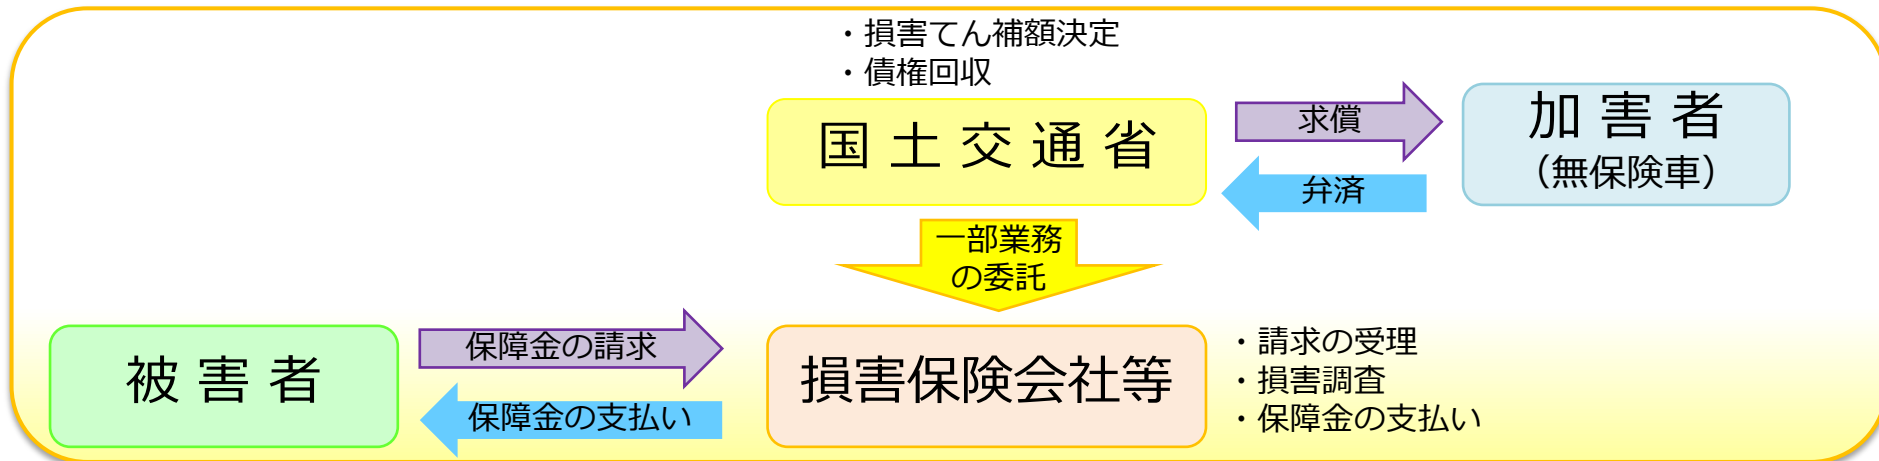 ・損害てん補額決定
・債権回収
国土交通省
求償
弁済
加害者
（無保険車）
一部業務
の委託
被害者
保障金の請求
保障金の支払い
損害保険会社等
・請求の受理
・損害調査
・保障金の支払い